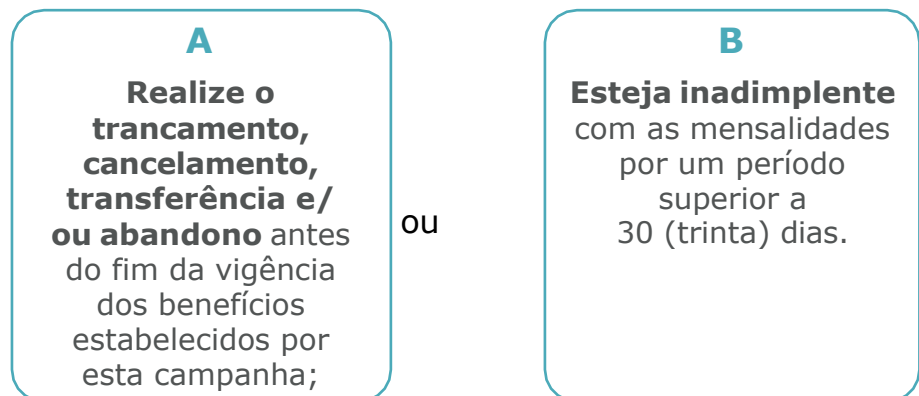 A
Realize o
trancamento,
cancelamento,
transferência e/
ou abandono antes
do fim da vigência
dos benefícios
estabelecidos por
esta campanha;
ou
B
Esteja inadimplente
com as mensalidades
por um período
superior a
30 (trinta) dias.